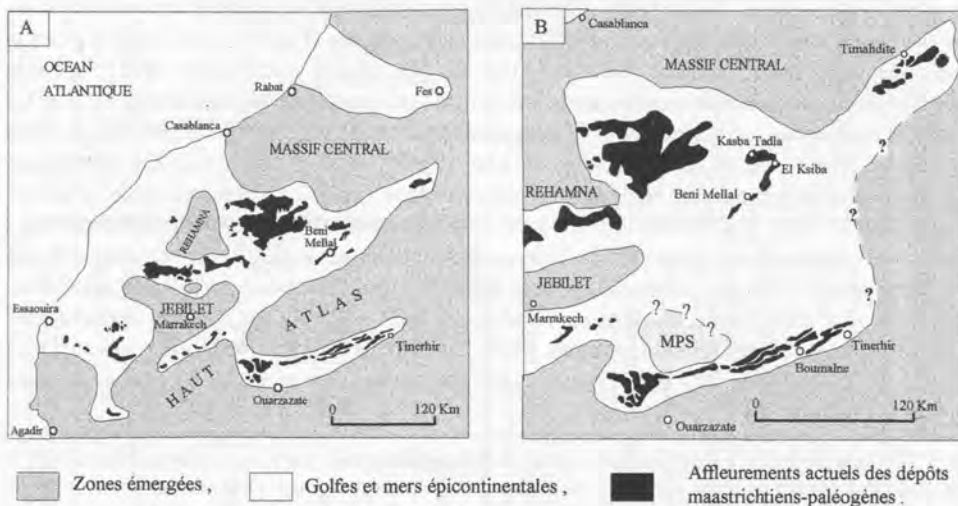 A
OCEAN
ATLANTIQUE
Rabat
Fes
Casablanca
MASSIF CENTRAL
REHAMNA
Beni
Mellal
JEBILET
Marrakech
Essaouira
HAUT ATLAS
Tinerhir
Ouarzazate
Agadir
0 120 Km
B
Casablanca
Timahdite
MASSIF CENTRAL
Kasba Tadla
El Ksiba
Beni Mellal
REHAMNA
JEBILET
Marrakech
MPS
Tinerhir
Boumalne
Ouarzazate
0 120 Km
? ? ? ? ? ?
Zones émergées ,
Golfes et mers épicontinentales ,
Affleurements actuels des dépôts
maastrichtiens-paléogènes .